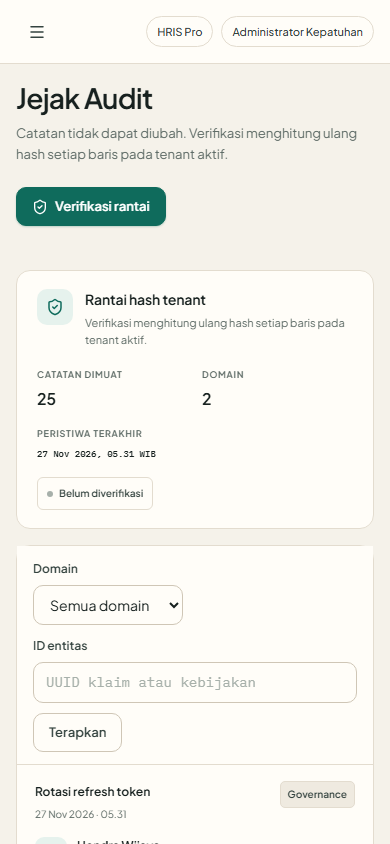 HRIS Pro
Administrator Kepatuhan
Jejak Audit
Catatan tidak dapat diubah. Verifikasi menghitung ulang
hash setiap baris pada tenant aktif.
Verifikasi rantai
Rantai hash tenant
Verifikasi menghitung ulang hash setiap baris pada
tenant aktif.
CATATAN DIMUAT
25
DOMAIN
2
PERISTIWA TERAKHIR
27 Nov 2026, 05.31 WIB
Belum diverifikasi
Domain
Semua domain
ID entitas
UUID klaim atau kebijakan
Terapkan
Rotasi refresh token
Governance
27 Nov 2026 · 05.31